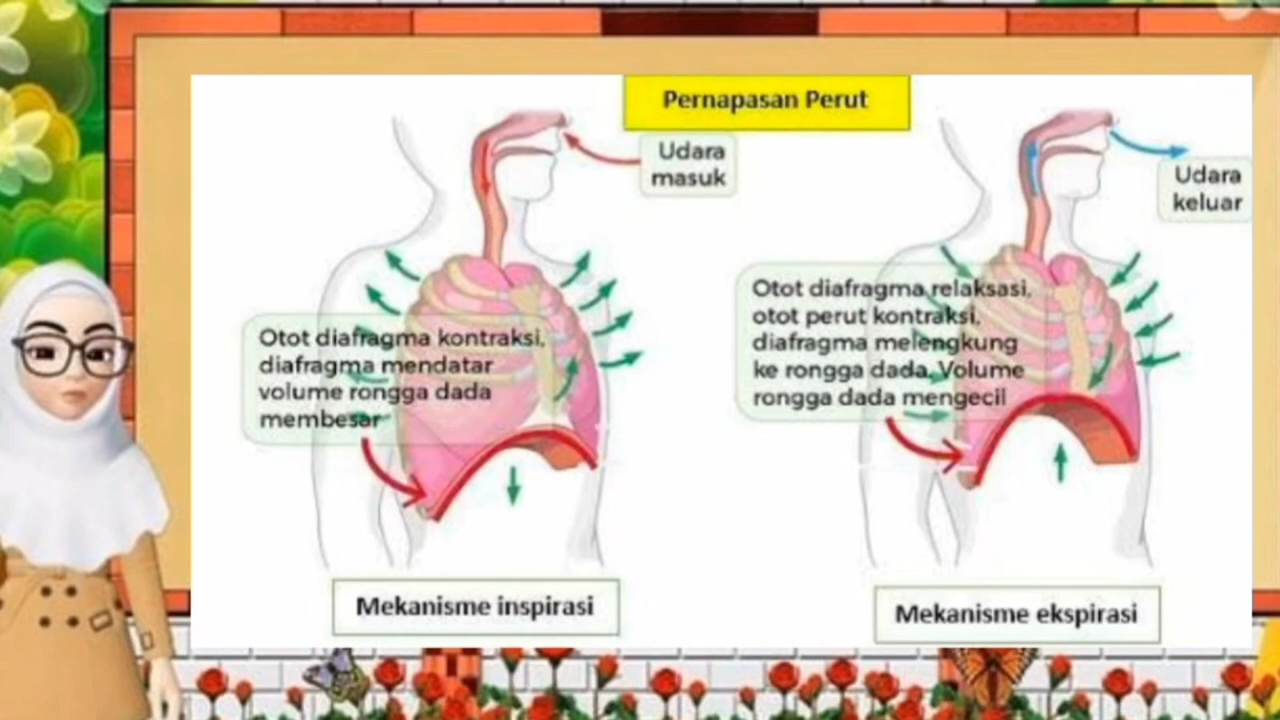 Pernapasan Perut
Udara
masuk
Otot diafragma kontraksi,
diafragma mendatar
volume rongga dada
membesar
Mekanisme inspirasi
Udara
keluar
Otot diafragma relaksasi,
otot perut kontraksi,
diafragma melengkung
ke rongga dada. Volume
rongga dada mengecil
Mekanisme ekspirasi